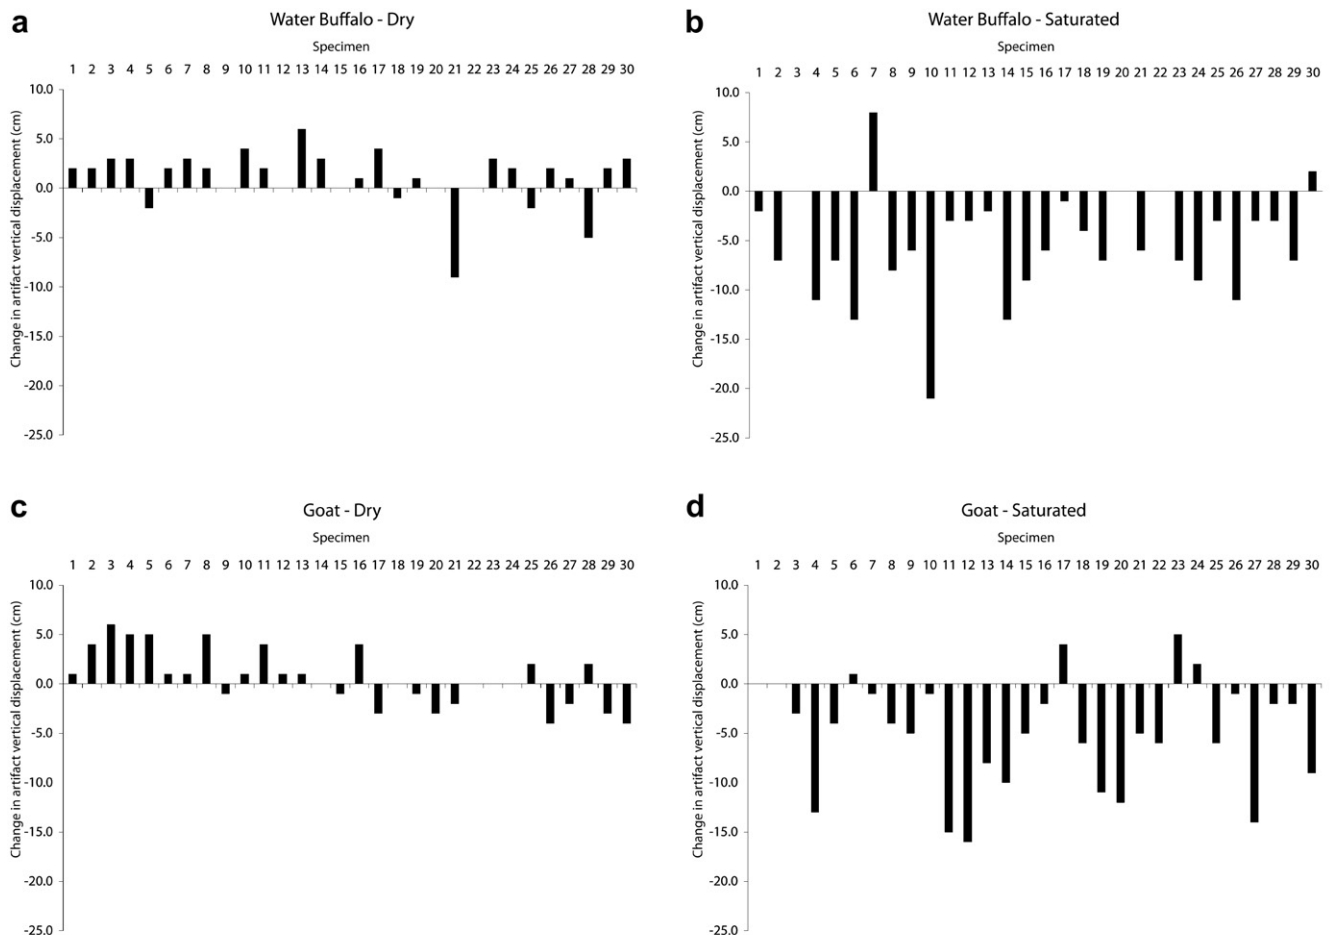 a
Water Buffalo - Dry
Specimen
1 2 3 4 5 6 7 8 9 10 11 12 13 14 15 16 17 18 19 20 21 22 23 24 25 26 27 28 29 30
Change in artifact vertical displacement (cm)
10.0
5.0
0.0
-5.0
-10.0
-15.0
-20.0
-25.0
b
Water Buffalo - Saturated
Specimen
1 2 3 4 5 6 7 8 9 10 11 12 13 14 15 16 17 18 19 20 21 22 23 24 25 26 27 28 29 30
Change in artifact vertical displacement (cm)
10.0
5.0
0.0
-5.0
-10.0
-15.0
-20.0
-25.0
c
Goat - Dry
Specimen
1 2 3 4 5 6 7 8 9 10 11 12 13 14 15 16 17 18 19 20 21 22 23 24 25 26 27 28 29 30
Change in artifact vertical displacement (cm)
10.0
5.0
0.0
-5.0
-10.0
-15.0
-20.0
-25.0
d
Goat - Saturated
Specimen
1 2 3 4 5 6 7 8 9 10 11 12 13 14 15 16 17 18 19 20 21 22 23 24 25 26 27 28 29 30
Change in artifact vertical displacement (cm)
10.0
5.0
0.0
-5.0
-10.0
-15.0
-20.0
-25.0